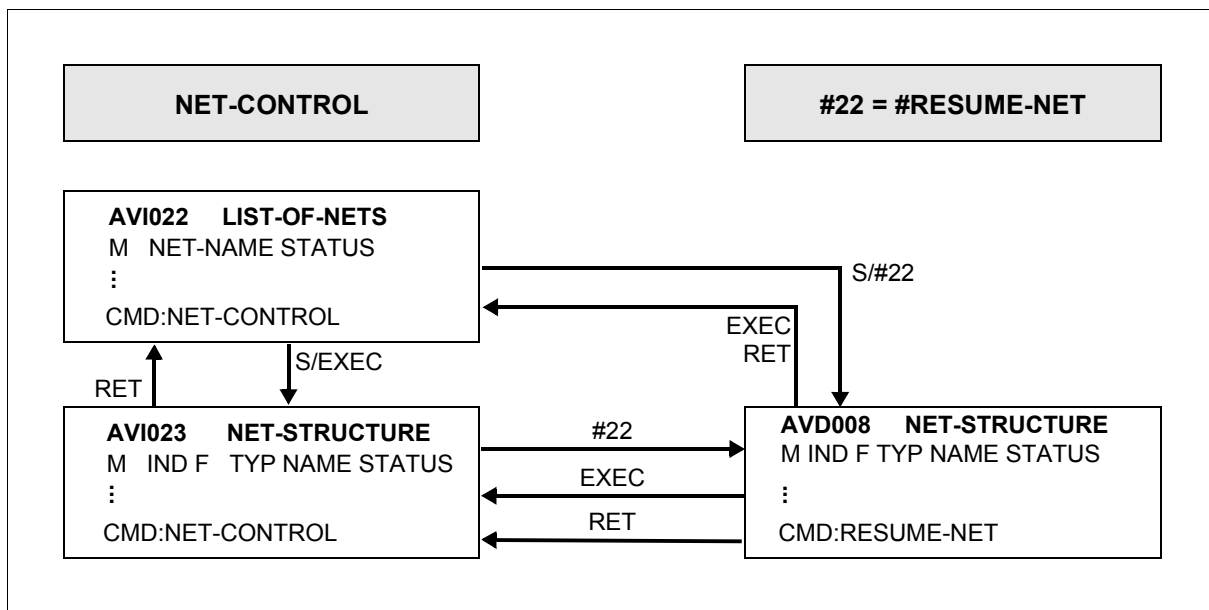 NET-CONTROL
#22 = #RESUME-NET
AVI022 LIST-OF-NETS
M NET-NAME STATUS
⋮
CMD:NET-CONTROL
S/#22
EXEC
RET
RET
S/EXEC
AVI023 NET-STRUCTURE
M IND F TYP NAME STATUS
⋮
CMD:NET-CONTROL
#22
EXEC
RET
AVD008 NET-STRUCTURE
M IND F TYP NAME STATUS
⋮
CMD:RESUME-NET